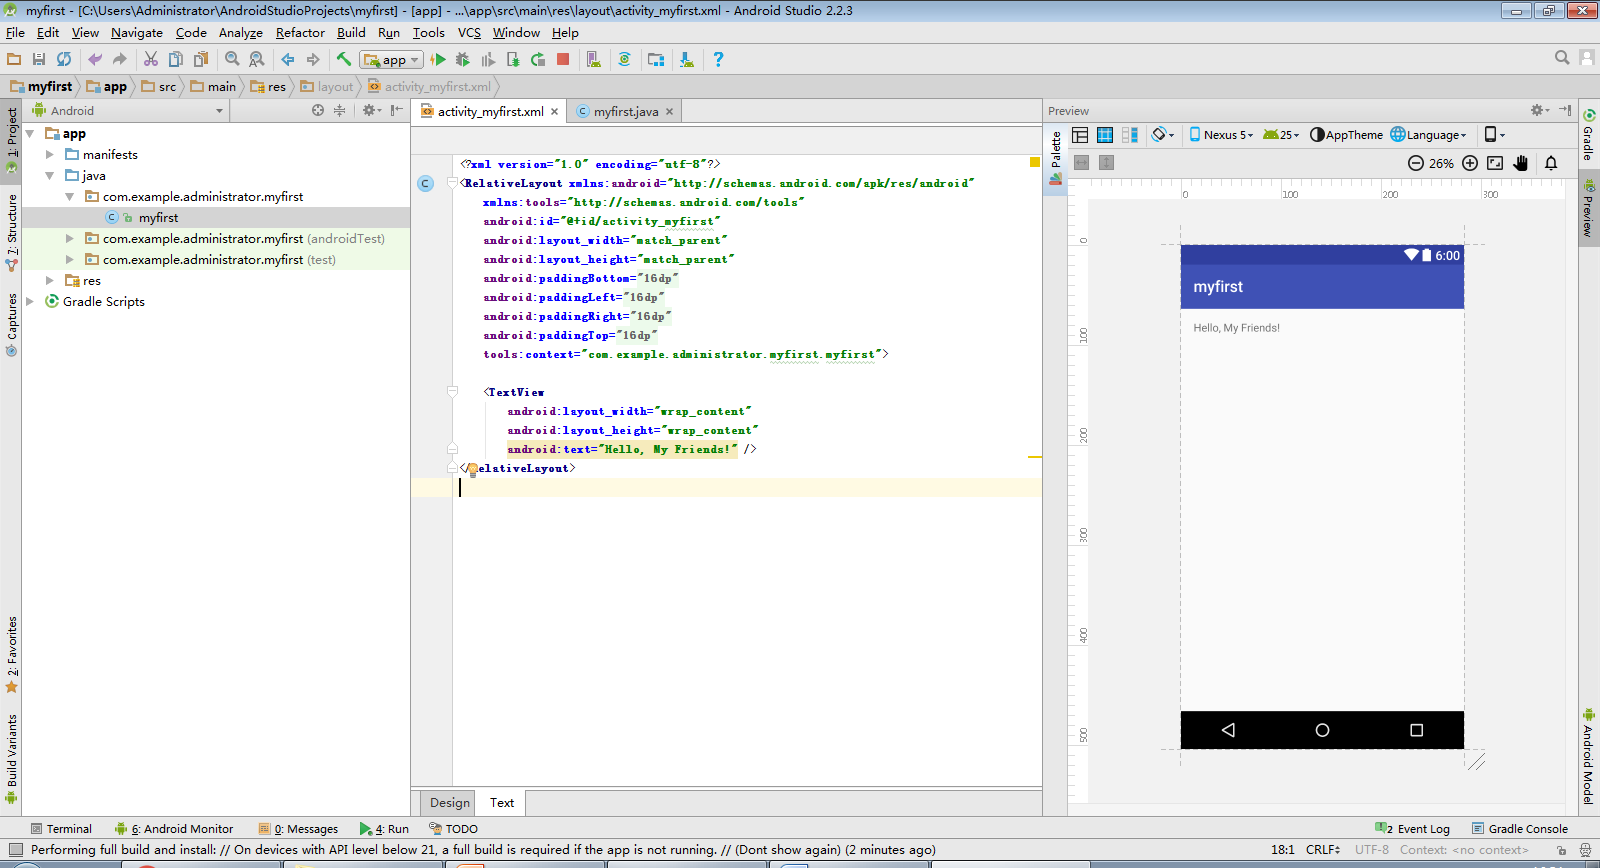 myfirst - [C:\Users\Administrator\AndroidStudioProjects\myfirst] - [app] - ...\app\src\main\res\layout\activity_myfirst.xml - Android Studio 2.2.3
File Edit View Navigate Code Analyze Refactor Build Run Tools VCS Window Help
app
myfirst app src main res layout activity_myfirst.xml
Android
activity_myfirst.xml myfirst.java
Preview
1: Project
7: Structure
Captures
2: Favorites
Build Variants
app
manifests
java
com.example.administrator.myfirst
myfirst
com.example.administrator.myfirst (androidTest)
com.example.administrator.myfirst (test)
res
Gradle Scripts
<?xml version="1.0" encoding="utf-8"?>
<RelativeLayout xmlns:android="http://schemas.android.com/apk/res/android"
xmlns:tools="http://schemas.android.com/tools"
android:id="@+id/activity_myfirst"
android:layout_width="match_parent"
android:layout_height="match_parent"
android:paddingBottom="16dp"
android:paddingLeft="16dp"
android:paddingRight="16dp"
android:paddingTop="16dp"
tools:context="com.example.administrator.myfirst.myfirst">
<TextView
android:layout_width="wrap_content"
android:layout_height="wrap_content"
android:text="Hello, My Friends!" />
</RelativeLayout>
Design Text
Palette
Nexus 5 25 AppTheme Language
26%
0 100 200 300
0
100
200
300
400
500
6:00
myfirst
Hello, My Friends!
Gradle
Preview
Android Model
Terminal 6: Android Monitor 0: Messages 4: Run TODO 2 Event Log Gradle Console
Performing full build and install: // On devices with API level below 21, a full build is required if the app is not running. // (Dont show again) (2 minutes ago) 18:1 CRLF UTF-8 Context: <no context>